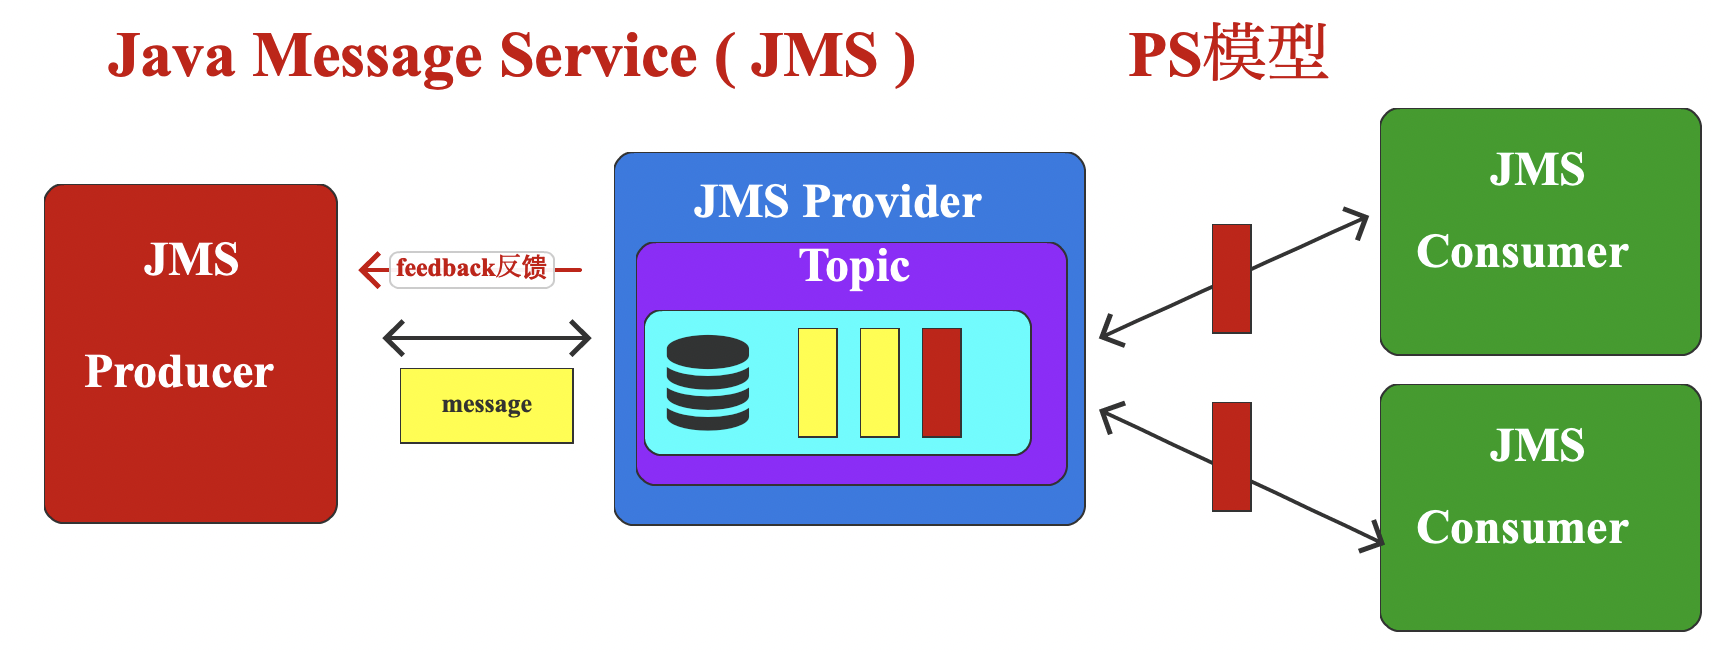 Java Message Service ( JMS )
PS模型
JMS
Producer
feedback反馈
message
JMS Provider
Topic
JMS
Consumer
JMS
Consumer